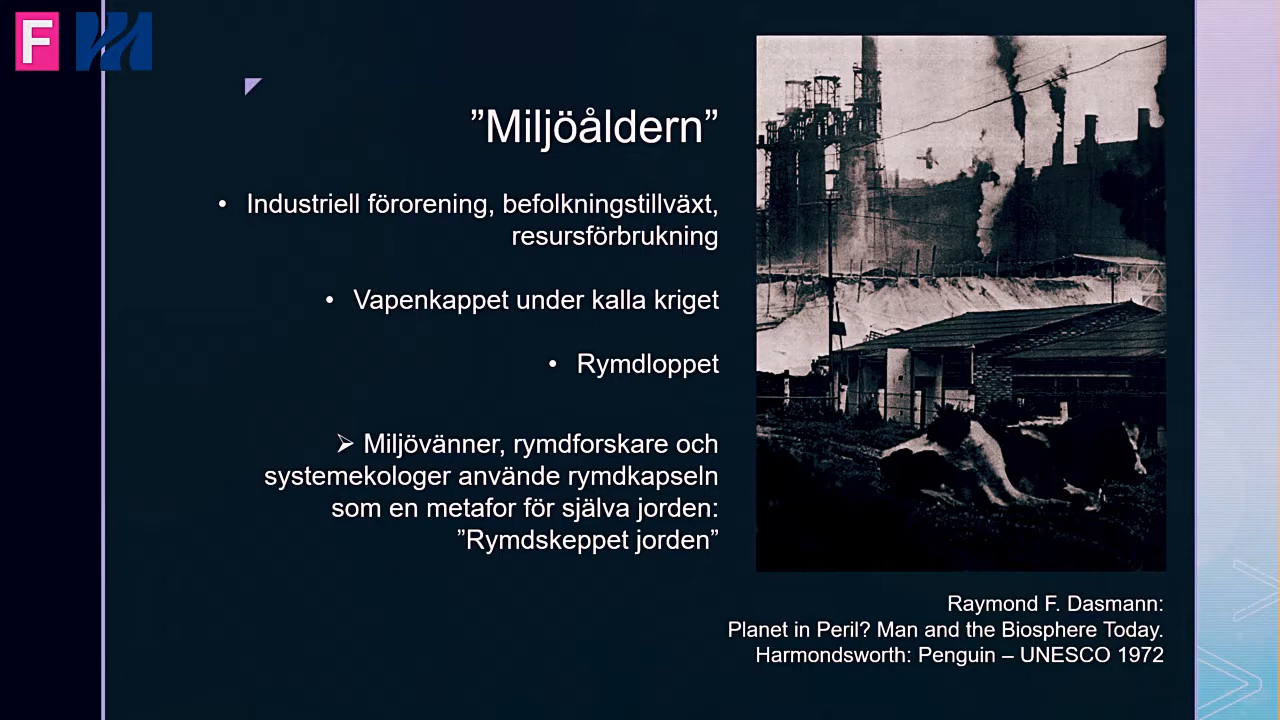 F
”Miljöåldern”
• Industriell förorening, befolkningstillväxt,
resursförbrukning
• Vapenkappet under kalla kriget
• Rymdloppet
➢ Miljövänner, rymdforskare och
systemekologer använde rymdkapseln
som en metafor för själva jorden:
”Rymdskeppet jorden”
Raymond F. Dasmann:
Planet in Peril? Man and the Biosphere Today.
Harmondsworth: Penguin – UNESCO 1972